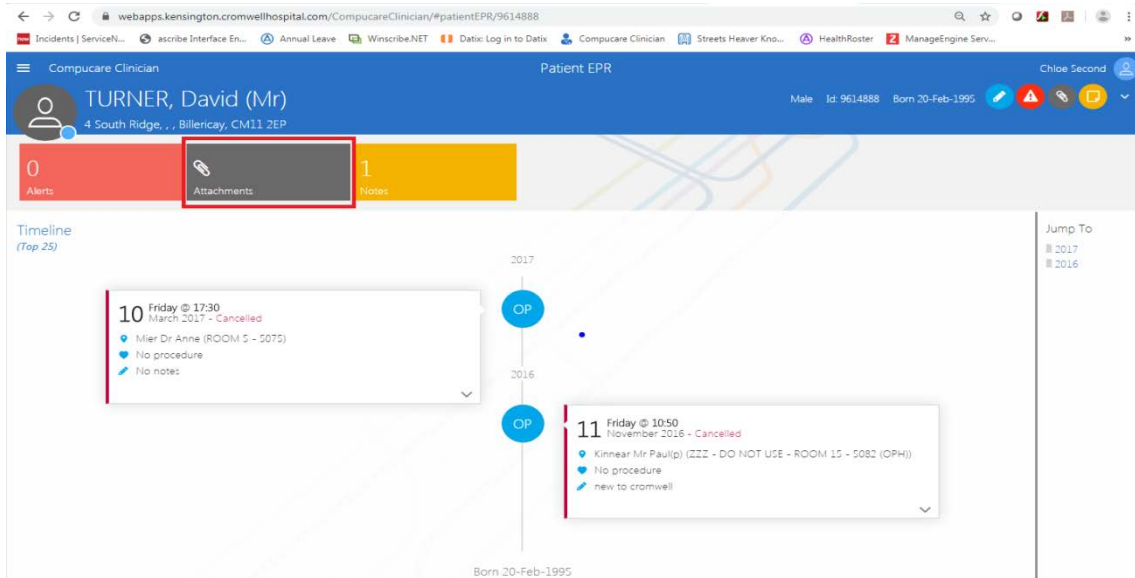 webapps.kensington.cromwellhospital.com/CompucareClinician/#patientEPR/9614888
Incidents | ServiceN... ascribe Interface En... Annual Leave Winscribe.NET Datix: Log in to Datix Compucare Clinician Streets Heaver Kno... HealthRoster ManageEngine Serv... »
Compucare Clinician Patient EPR Chloe Second
TURNER, David (Mr) Male Id: 9614888 Born 20-Feb-1995
4 South Ridge, , , Billericay, CM11 2EP
0 1
Alerts Attachments Notes
Timeline
(Top 25)
Jump To
2017
2016
2017
OP
10 Friday @ 17:30
March 2017 - Cancelled
Mier Dr Anne (ROOM 5 - 5075)
No procedure
No notes
2016
OP
11 Friday @ 10:50
November 2016 - Cancelled
Kinnear Mr Paul(p) (ZZZ - DO NOT USE - ROOM 15 - 5082 (OPH))
No procedure
new to cromwell
Born 20-Feb-1995